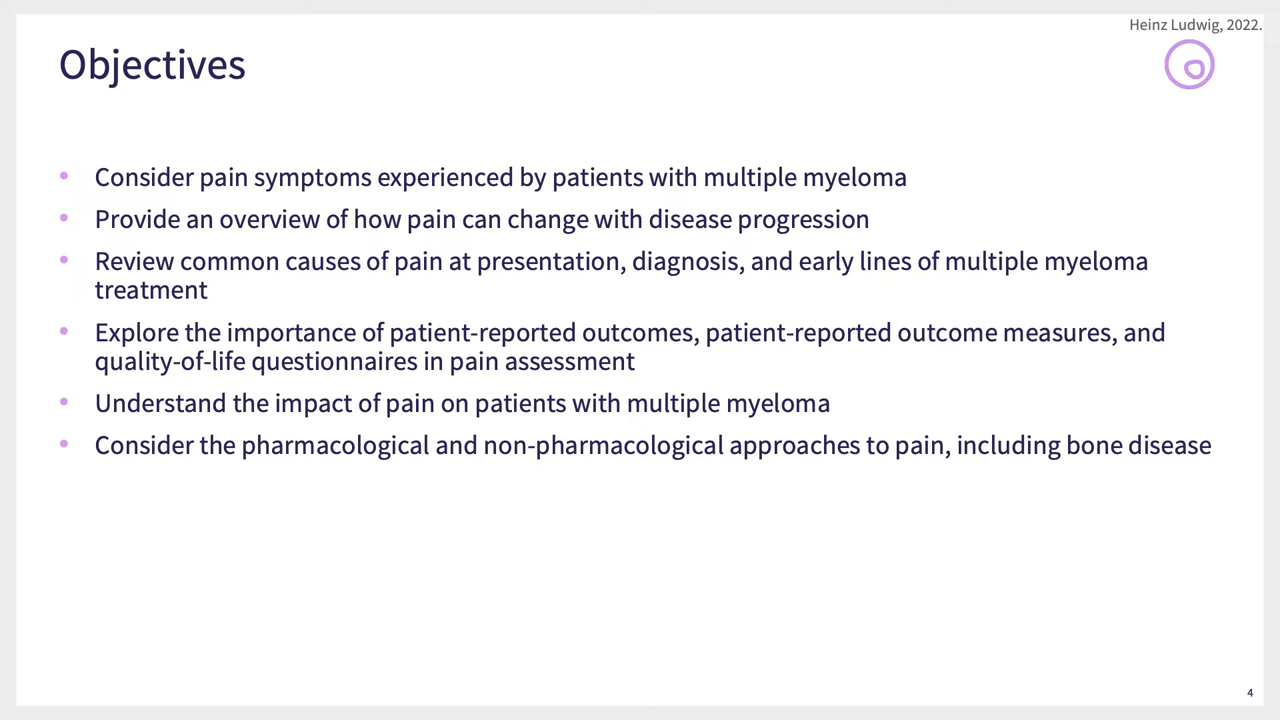 Heinz Ludwig, 2022.
Objectives
• Consider pain symptoms experienced by patients with multiple myeloma
• Provide an overview of how pain can change with disease progression
• Review common causes of pain at presentation, diagnosis, and early lines of multiple myeloma
treatment
• Explore the importance of patient-reported outcomes, patient-reported outcome measures, and
quality-of-life questionnaires in pain assessment
• Understand the impact of pain on patients with multiple myeloma
• Consider the pharmacological and non-pharmacological approaches to pain, including bone disease
4